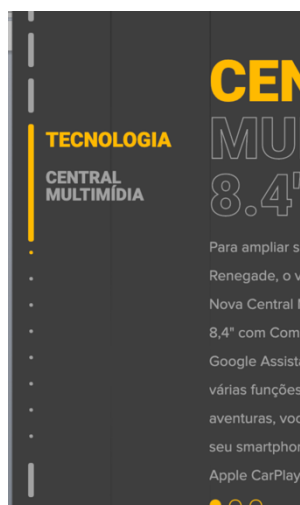 TECNOLOGIA
CENTRAL
MULTIMÍDIA
CEN
MU
8.4"
Para ampliar s
Renegade, o v
Nova Central
8,4" com Com
Google Assist
várias funções
aventuras, voc
seu smartphor
Apple CarPlay